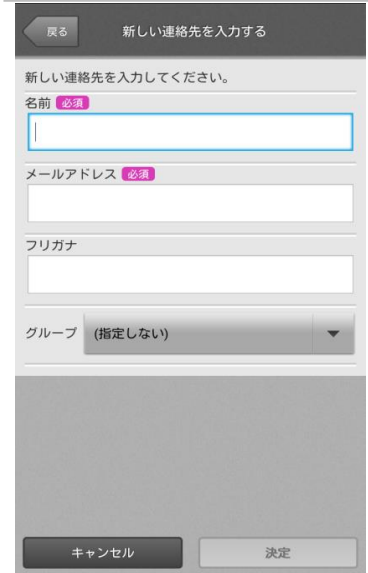 戻る 新しい連絡先を入力する
新しい連絡先を入力してください。
名前 必須
メールアドレス 必須
フリガナ
グループ (指定しない)
キャンセル 決定